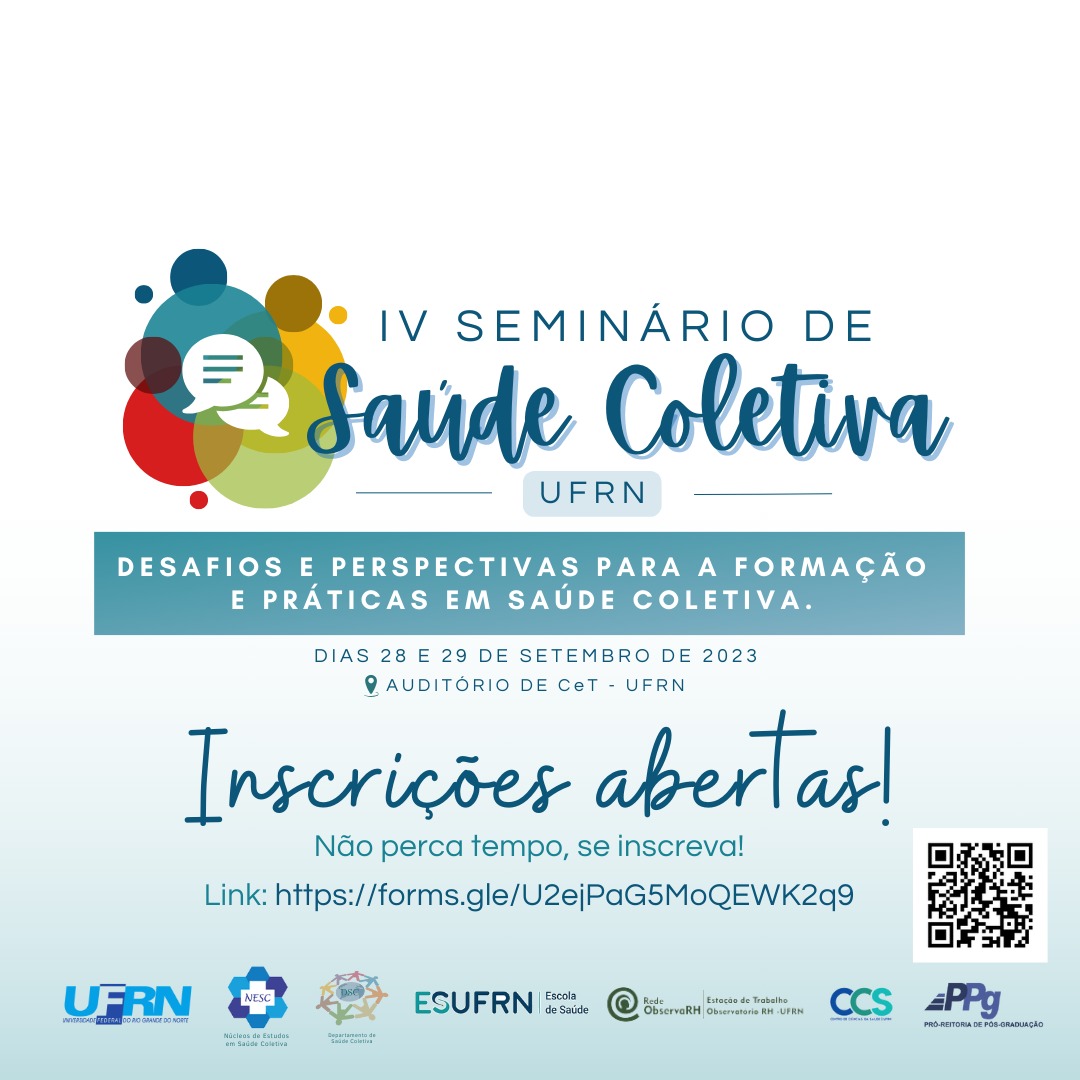 IV SEMINÁRIO DE
Saúde Coletiva
UFRN
DESAFIOS E PERSPECTIVAS PARA A FORMAÇÃO
E PRÁTICAS EM SAÚDE COLETIVA.
DIAS 28 E 29 DE SETEMBRO DE 2023
AUDITÓRIO DE CeT - UFRN
Inscrições abertas!
Não perca tempo, se inscreva!
Link: https://forms.gle/U2ejPaG5MoQEWK2q9
UFRN
UNIVERSIDADE FEDERAL DO RIO GRANDE DO NORTE
NESC
Núcleos de Estudos
em Saúde Coletiva
DSC
Departamento de
Saúde Coletiva
ESUFRN
Escola
de Saúde
Rede
ObservaRH
Estação de Trabalho
Observatório RH -UFRN
CCS
CENTRO DE CIÊNCIAS DA SAÚDE
PPg
PRÓ-REITORIA DE PÓS-GRADUAÇÃO